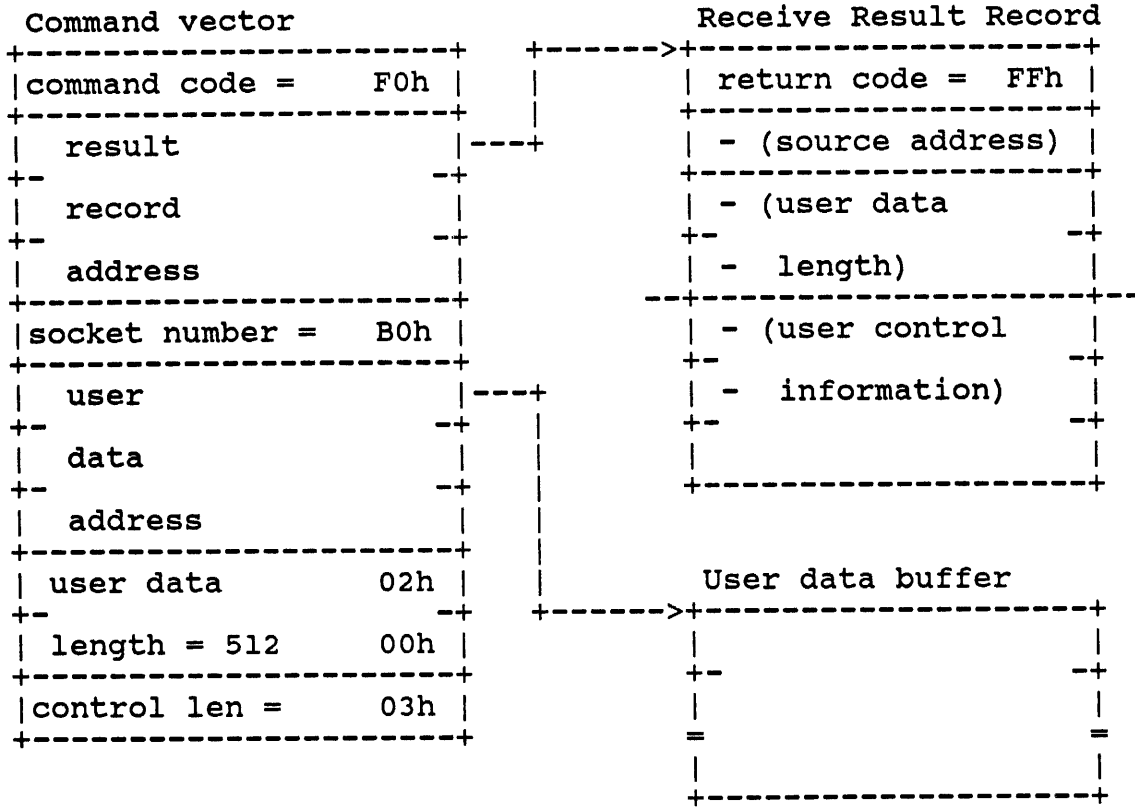 Command vector
command code = F0h
result
record
address
socket number = B0h
user
data
address
user data 02h
length = 512 00h
control len = 03h
Receive Result Record
return code = FFh
- (source address)
- (user data
- length)
- (user control
- information)
User data buffer